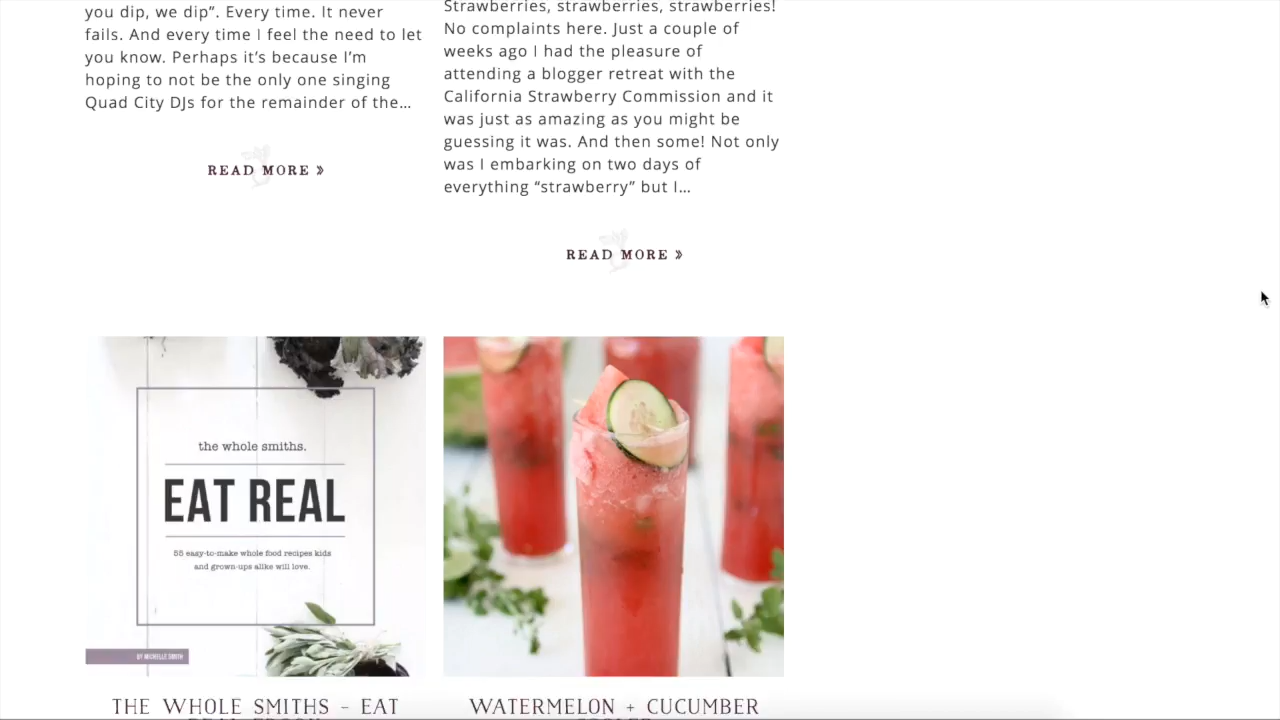 you dip, we dip”. Every time. It never
fails. And every time I feel the need to let
you know. Perhaps it’s because I’m
hoping to not be the only one singing
Quad City DJs for the remainder of the…
READ MORE »
Strawberries, strawberries, strawberries!
No complaints here. Just a couple of
weeks ago I had the pleasure of
attending a blogger retreat with the
California Strawberry Commission and it
was just as amazing as you might be
guessing it was. And then some! Not only
was I embarking on two days of
everything “strawberry” but I…
READ MORE »
the whole smiths.
EAT REAL
55 easy-to-make whole food recipes kids
and grown-ups alike will love.
BY MICHELLE SMITH
THE WHOLE SMITHS – EAT
WATERMELON + CUCUMBER